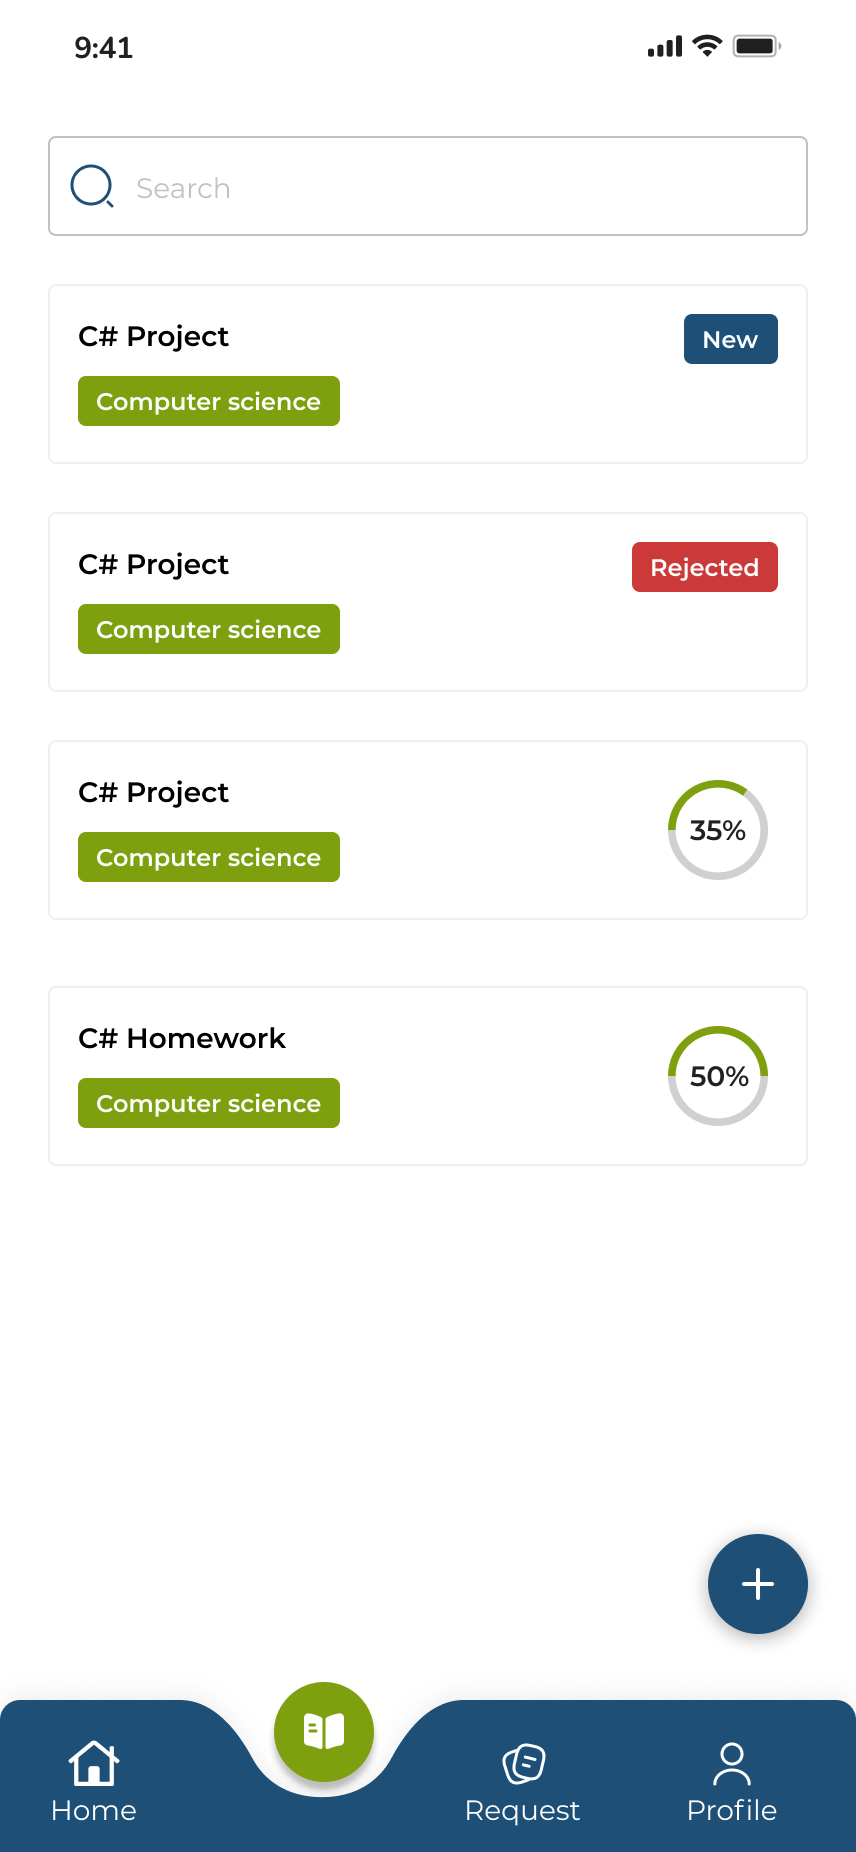 9:41
Search
C# Project
New
Computer science
C# Project
Rejected
Computer science
C# Project
35%
Computer science
C# Homework
50%
Computer science
Home
Request
Profile